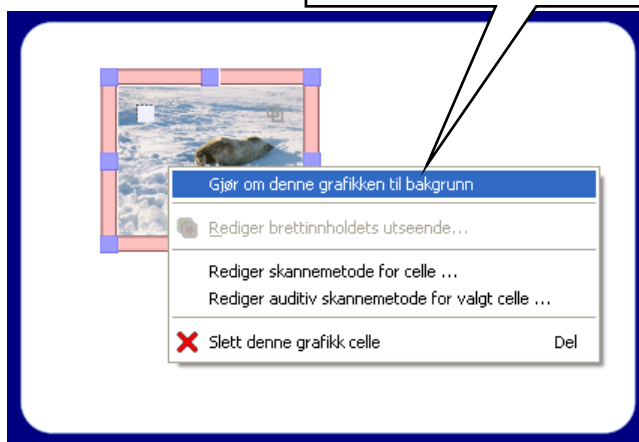 Gjør om denne grafikken til bakgrunn
Rediger brettinnholdets utseende...
Rediger skannemetode for celle ...
Rediger auditiv skannemetode for valgt celle ...
Slett denne grafikk celle Del